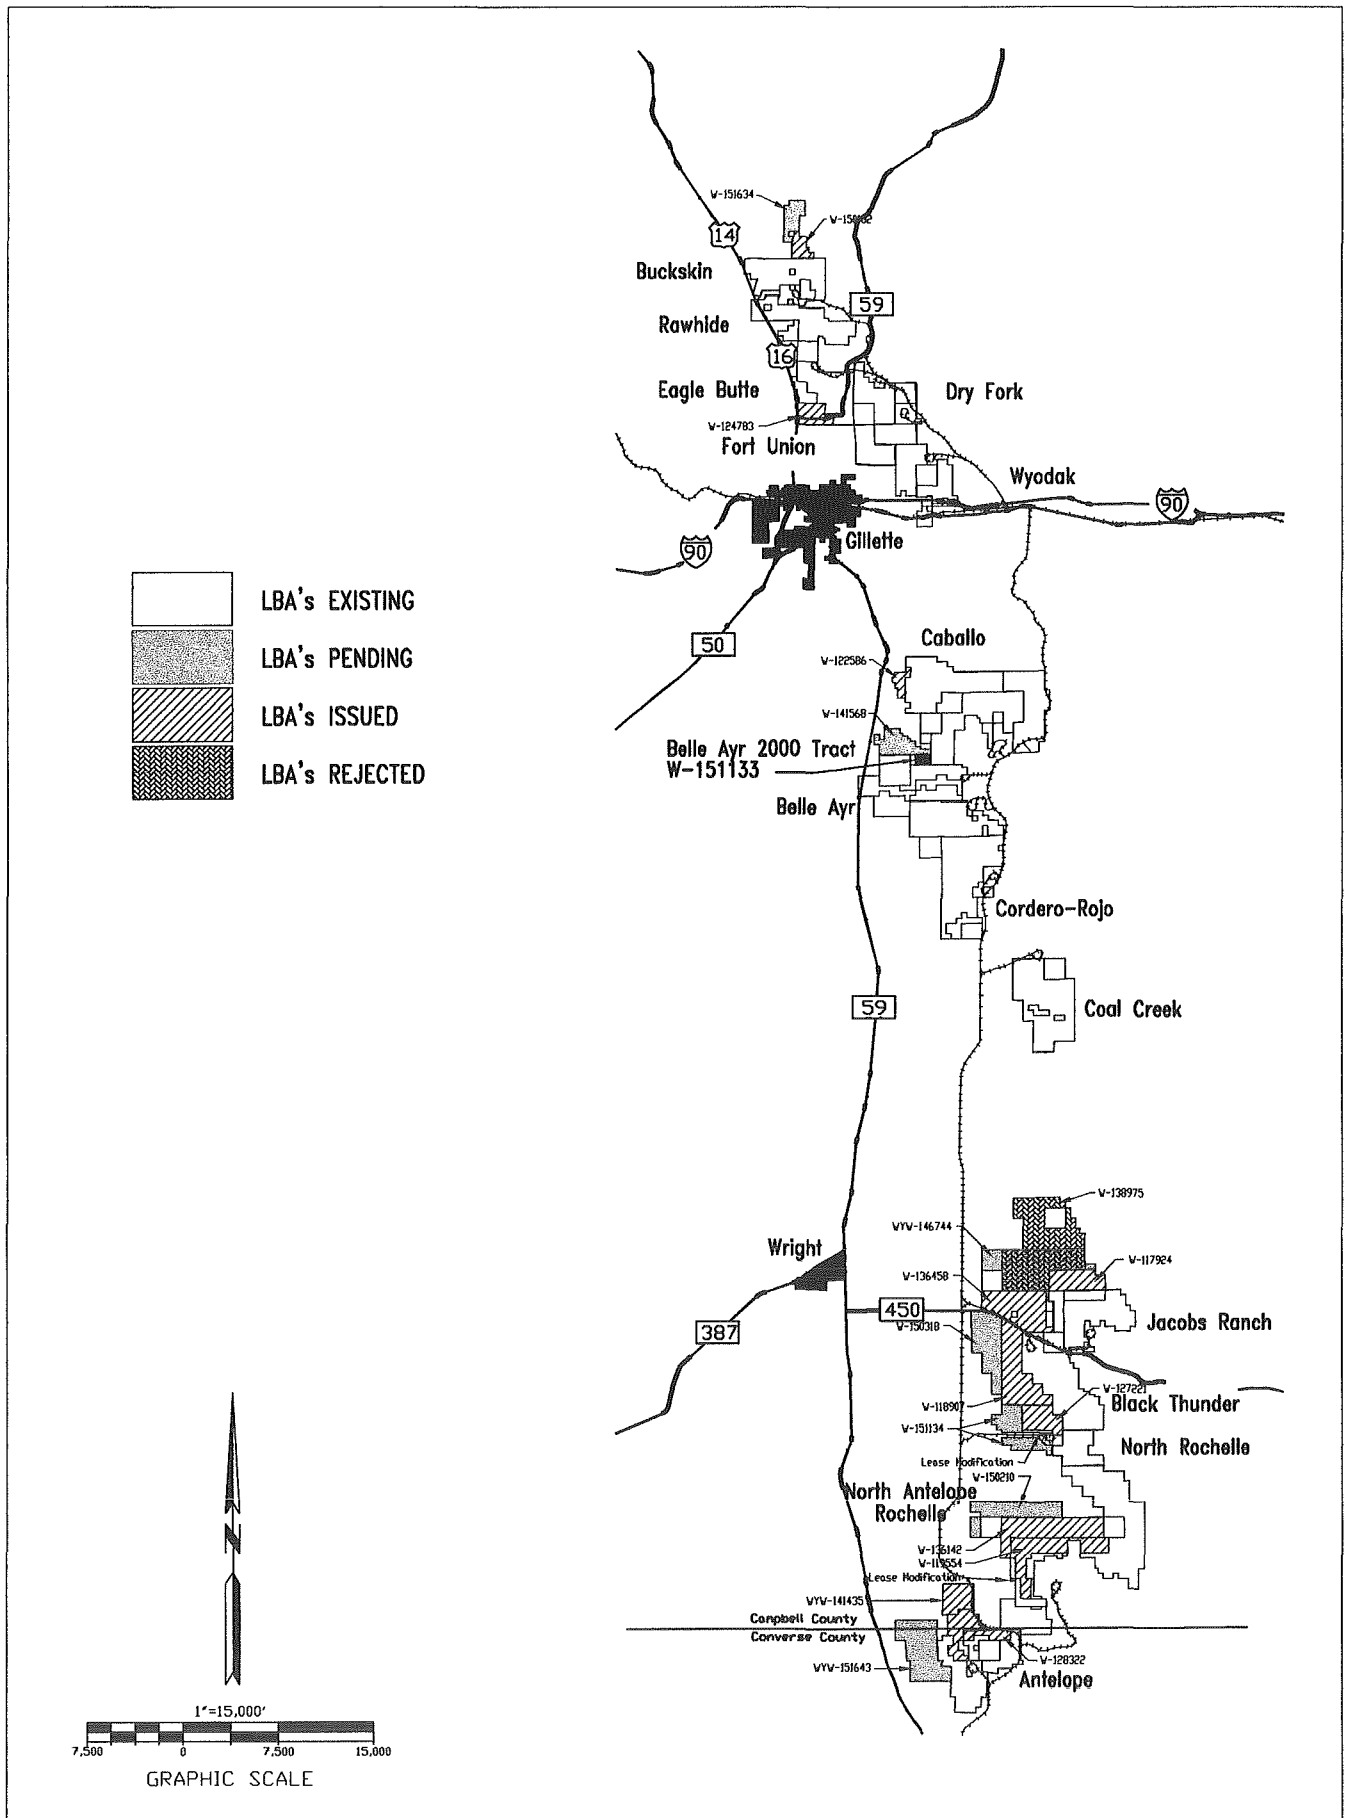 W-151634
14
Buckskin
59
Rawhide
16
Eagle Butte
Dry Fork
W-124783
Fort Union
Wyodak
90
Gillette
90
LBA's EXISTING
LBA's PENDING
LBA's ISSUED
LBA's REJECTED
50
Caballo
W-122586
W-141568
Belle Ayr 2000 Tract
W-151133
Belle Ayr
Cordero-Rojo
59
Coal Creek
W-138975
WYW-146744
Wright
W-117924
W-136458
450
387
W-150318
Jacobs Ranch
W-127221
W-118907
Black Thunder
W-151134
North Rochelle
Lease Modification
W-150210
North Antelope
Rochelle
W-136142
W-119554
Lease Modification
WYW-141435
Campbell County
Converse County
W-128322
WYW-151643
Antelope
N
1"=15,000'
7,500 0 7,500 15,000
GRAPHIC SCALE